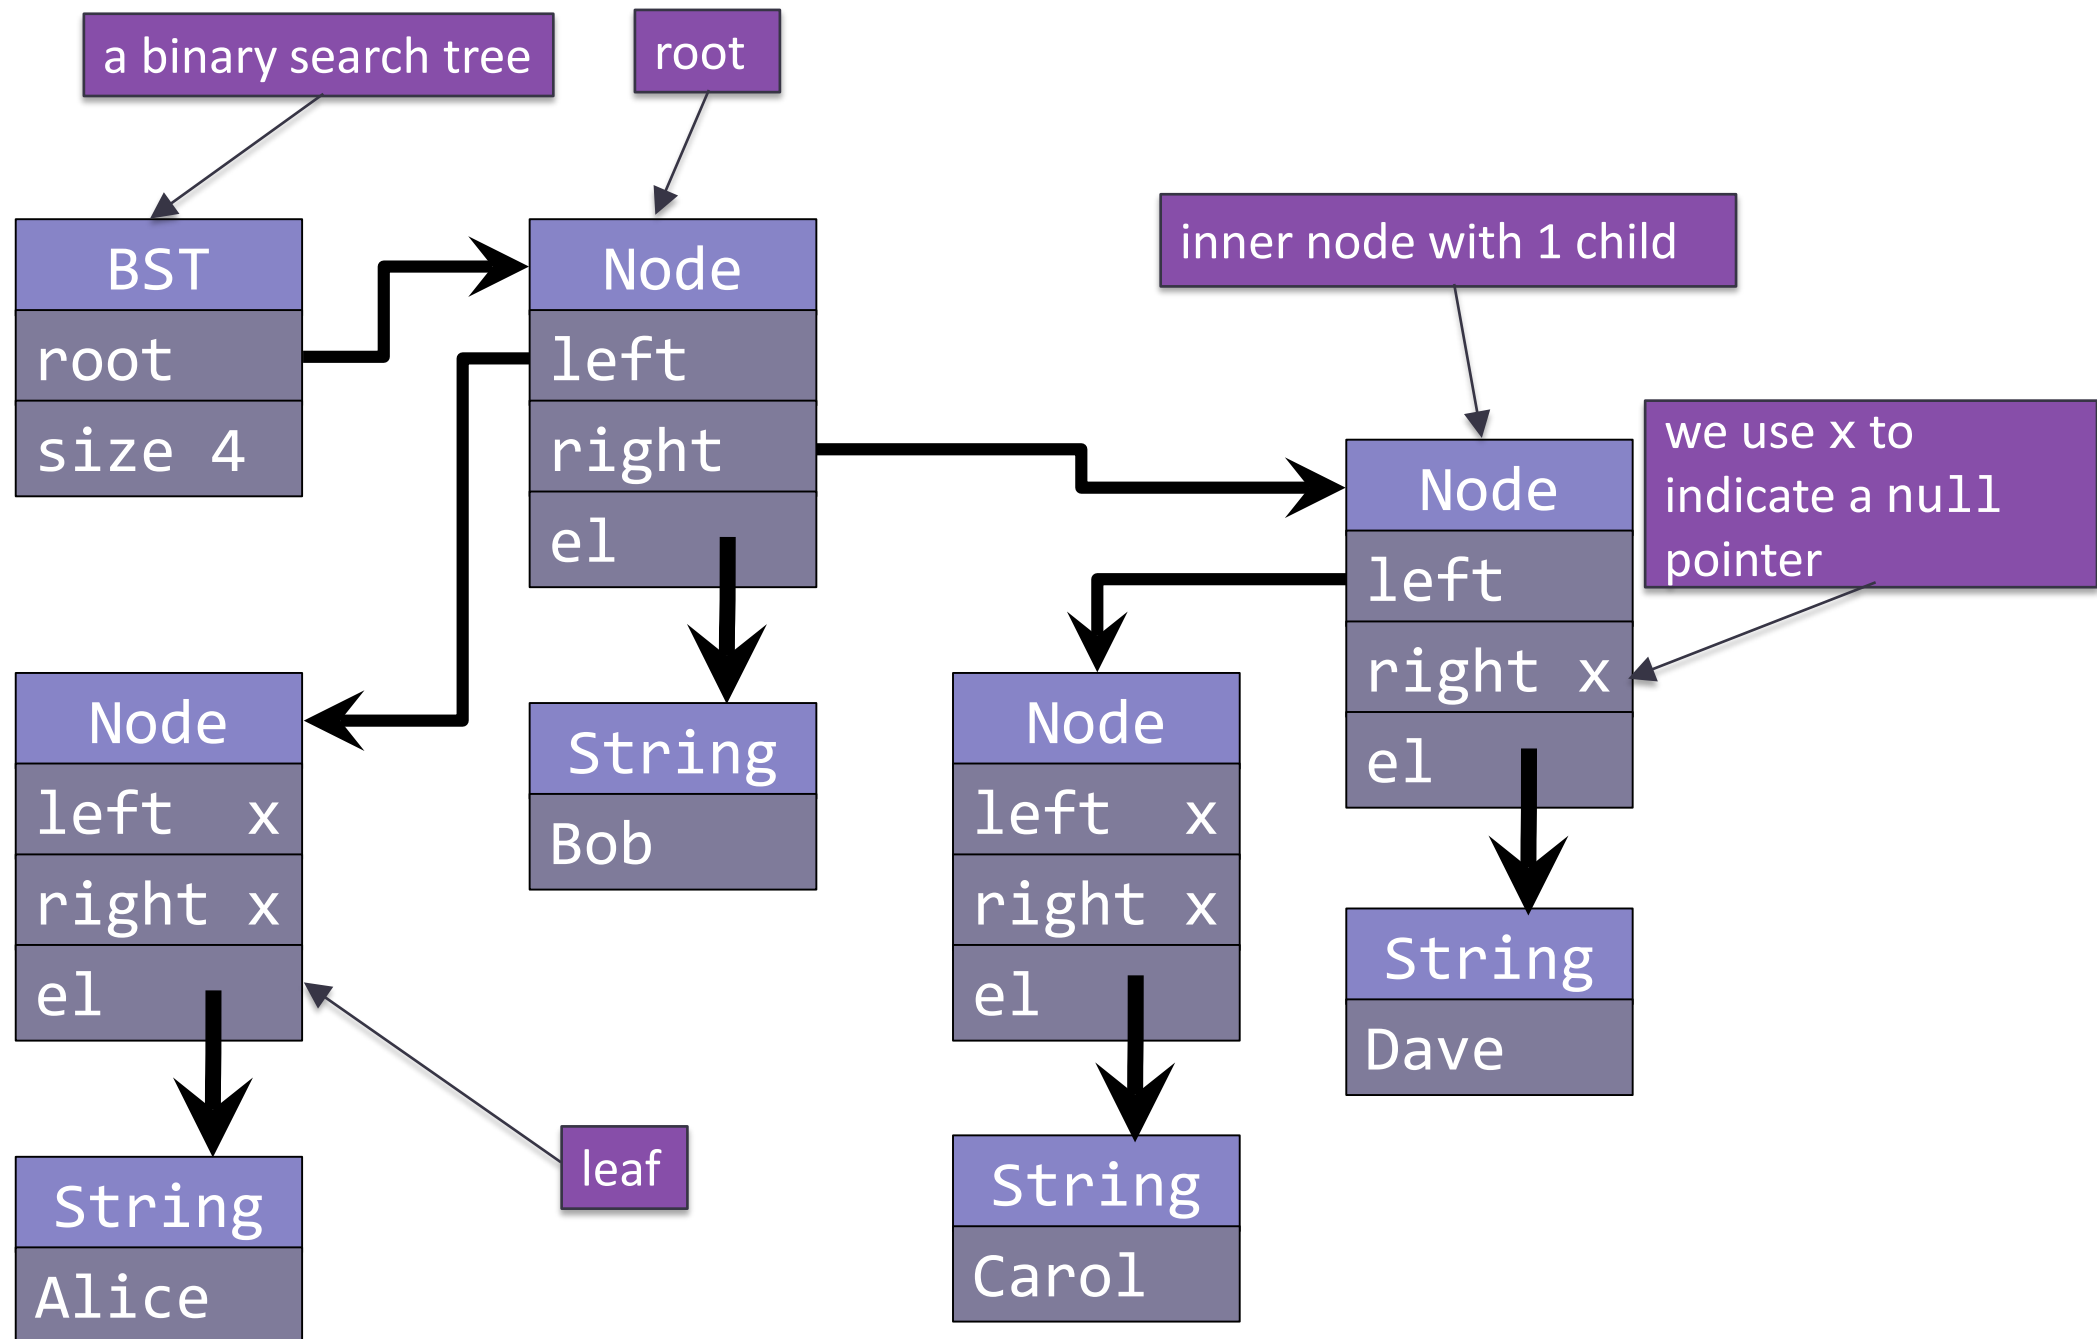 a binary search tree
root
BST
root
size 4
Node
left
right
el
inner node with 1 child
Node
left
right x
el
we use x to
indicate a null
pointer
Node
left x
right x
el
String
Bob
Node
left x
right x
el
String
Dave
leaf
String
Alice
String
Carol